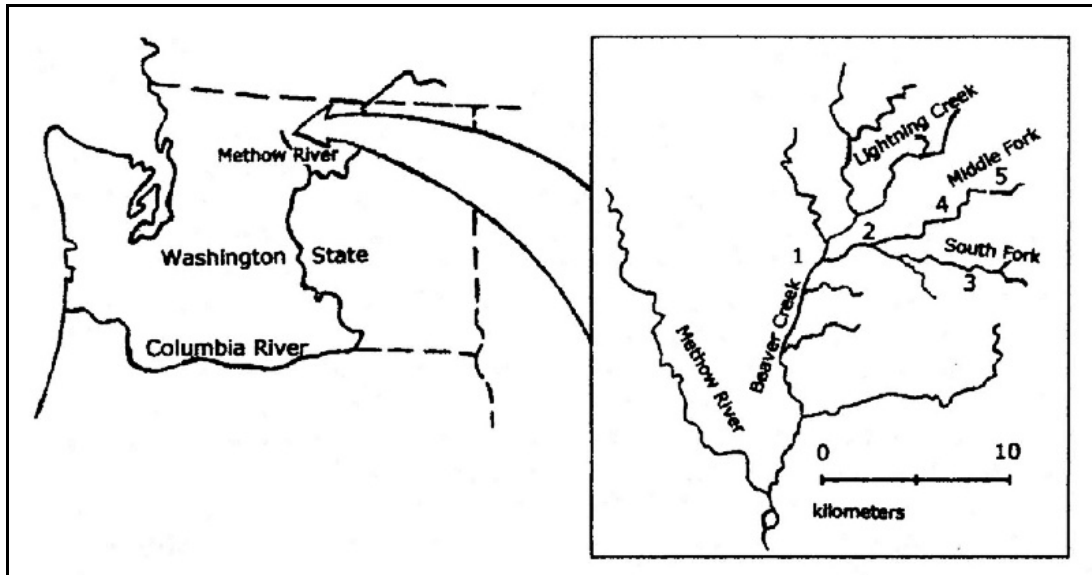 Methow River
Washington State
Columbia River
Lightning Creek
Middle Fork
5
4
2
1
South Fork
3
Beaver Creek
Methow River
0 10
kilometers